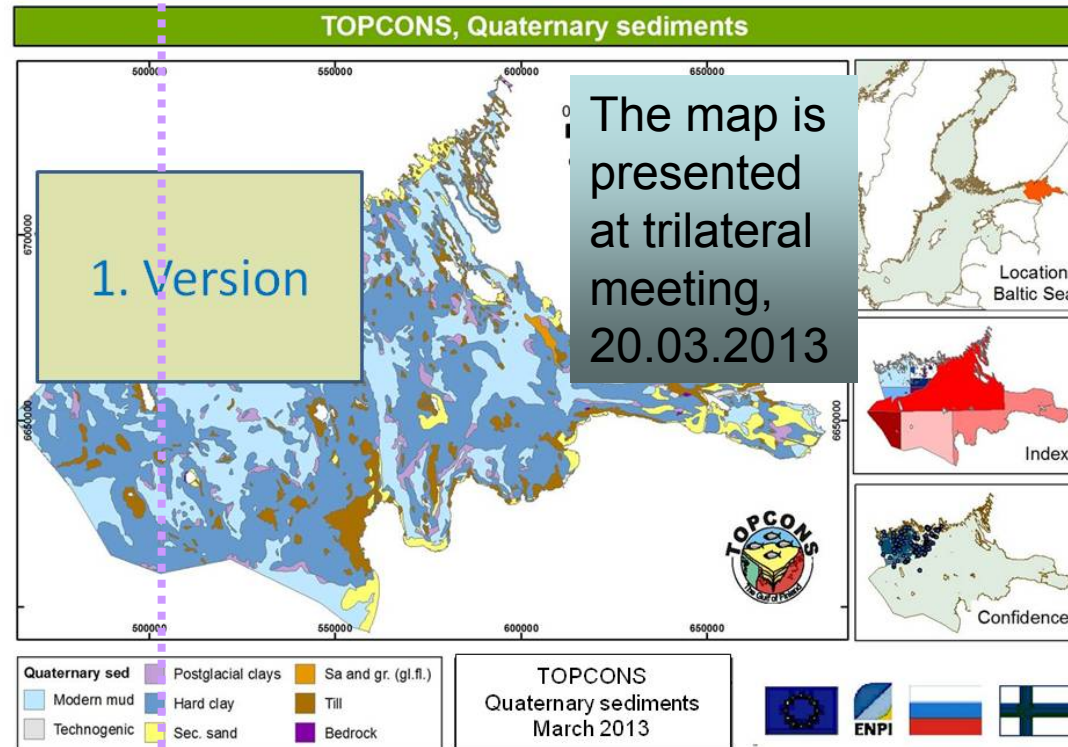 TOPCONS, Quaternary sediments
500000
550000
600000
650000
6700000
6650000
1. Version
The map is
presented
at trilateral
meeting,
20.03.2013
Location
Baltic Sea
Index
Confidence
TOPCONS
The Gulf of Finland
500000
550000
600000
650000
6650000
Quaternary sed
Modern mud
Technogenic
Postglacial clays
Hard clay
Sec. sand
Sa and gr. (gl.fl.)
Till
Bedrock
TOPCONS
Quaternary sediments
March 2013
ENPI